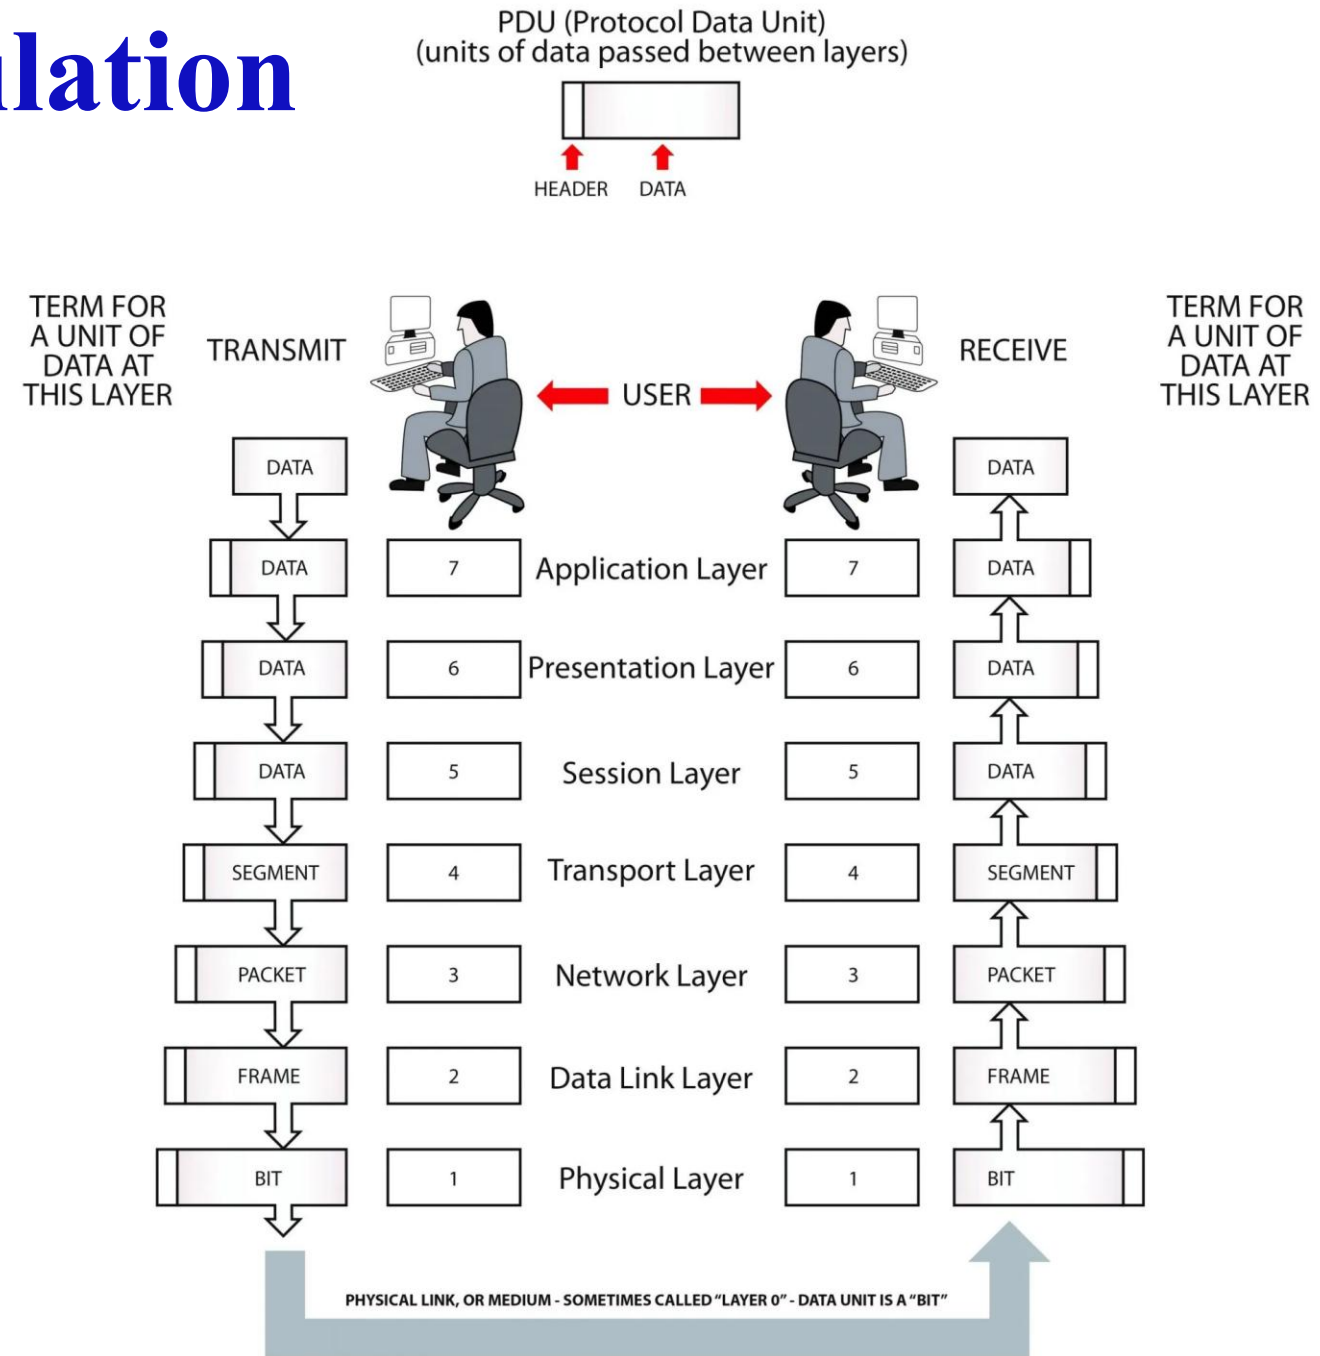 ulation
PDU (Protocol Data Unit)
(units of data passed between layers)
HEADER DATA
TERM FOR
A UNIT OF
DATA AT
THIS LAYER
TRANSMIT
USER
RECEIVE
TERM FOR
A UNIT OF
DATA AT
THIS LAYER
DATA DATA
DATA 7 Application Layer 7 DATA
DATA 6 Presentation Layer 6 DATA
DATA 5 Session Layer 5 DATA
SEGMENT 4 Transport Layer 4 SEGMENT
PACKET 3 Network Layer 3 PACKET
FRAME 2 Data Link Layer 2 FRAME
BIT 1 Physical Layer 1 BIT
PHYSICAL LINK, OR MEDIUM - SOMETIMES CALLED “LAYER 0” - DATA UNIT IS A “BIT”